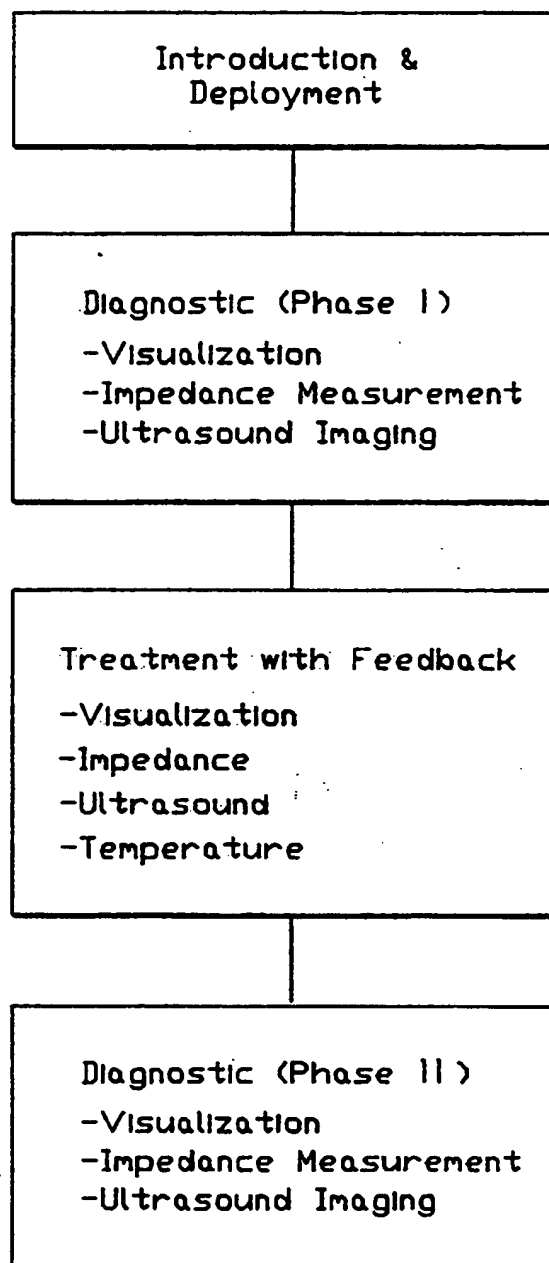 Introduction &
Deployment
Diagnostic (Phase I)
-Visualization
-Impedance Measurement
-Ultrasound Imaging
Treatment with Feedback
-Visualization
-Impedance
-Ultrasound
-Temperature
Diagnostic (Phase II)
-Visualization
-Impedance Measurement
-Ultrasound Imaging